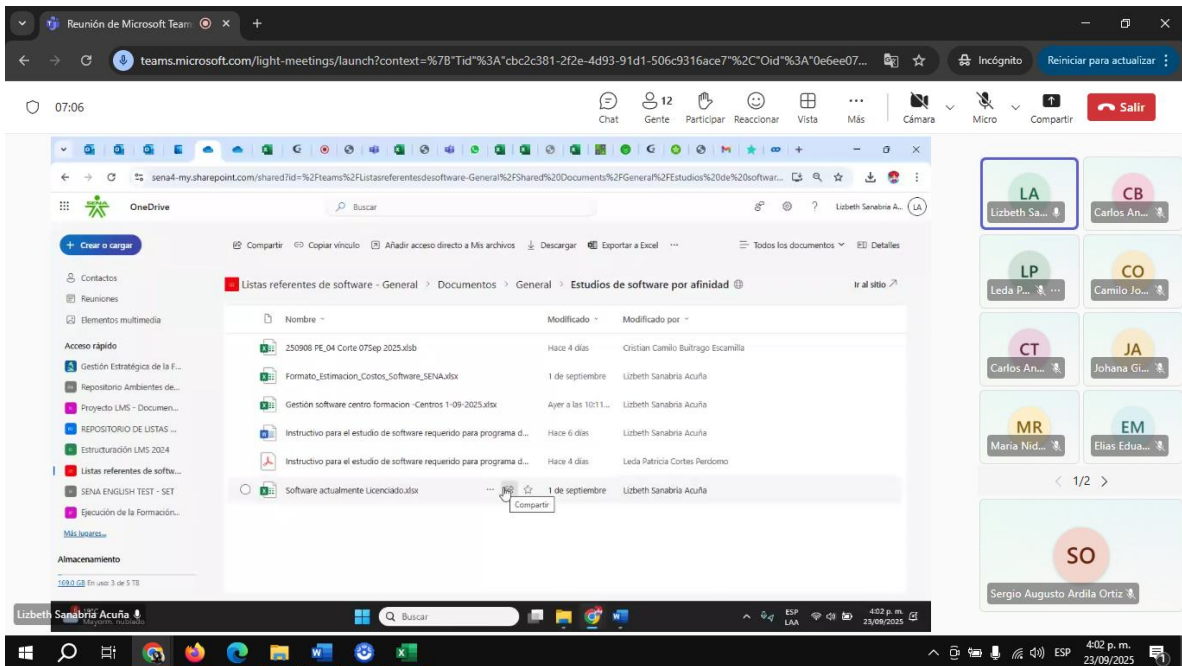 Reunión de Microsoft Team
teams.microsoft.com/light-meetings/launch?context=%7B"Tid"%3A"cbc2c381-2f2e-4d93-91d1-506c9316ace7"%2C"Oid"%3A"0e6ee07...
Incógnito
Reiniciar para actualizar
07:06
Chat
12
Gente
Participar
Reaccionar
Vista
Más
Cámara
Micro
Compartir
Salir
sena4-my.sharepoint.com/shared?id=%2Fteams%2FListasreferentesdesoftware-General%2FShared%20Documents%2FGeneral%2FEstudios%20de%20softwar...
SENA
OneDrive
Buscar
Lizbeth Sanabria A...
LA
+ Crear o cargar
Compartir
Copiar vínculo
Añadir acceso directo a Mis archivos
Descargar
Exportar a Excel
...
Todos los documentos
Detalles
Contactos
Reuniones
Elementos multimedia
Acceso rápido
Gestión Estratégica de la F...
Repositorio Ambientes de...
Proyecto LMS - Documen...
REPOSITORIO DE LISTAS ...
Estructuración LMS 2024
Listas referentes de softw...
SENA ENGLISH TEST - SET
Ejecución de la Formación...
Más lugares...
Almacenamiento
169.0 GB En uso: 3 de 5 TB
Listas referentes de software - General > Documentos > General > Estudios de software por afinidad
Ir al sitio
Nombre
Modificado
Modificado por
250908 PE_04 Corte 07Sep 2025.xlsb
Hace 4 días
Cristian Camilo Buitrago Escamilla
Formato_Estimacion_Costos_Software_SENA.xlsx
1 de septiembre
Lizbeth Sanabria Acuña
Gestión software centro formacion -Centros 1-09-2025.xlsx
Ayer a las 10:11...
Lizbeth Sanabria Acuña
Instructivo para el estudio de software requerido para programa d...
Hace 6 días
Lizbeth Sanabria Acuña
Instructivo para el estudio de software requerido para programa d...
Hace 4 días
Leda Patricia Cortes Perdomo
Software actualmente Licenciado.xlsx
1 de septiembre
Lizbeth Sanabria Acuña
Compartir
LA
Lizbeth Sa...
CB
Carlos An...
LP
Leda P...
CO
Camilo Jo...
CT
Carlos An...
JA
Johana Gi...
MR
Maria Nid...
EM
Elias Edua...
1/2
SO
Sergio Augusto Ardila Ortiz
Lizbeth Sanabria Acuña
Mayorm. nublado
Buscar
ESP
LAA
4:02 p. m.
23/09/2025
ESP
4:02 p. m.
23/09/2025